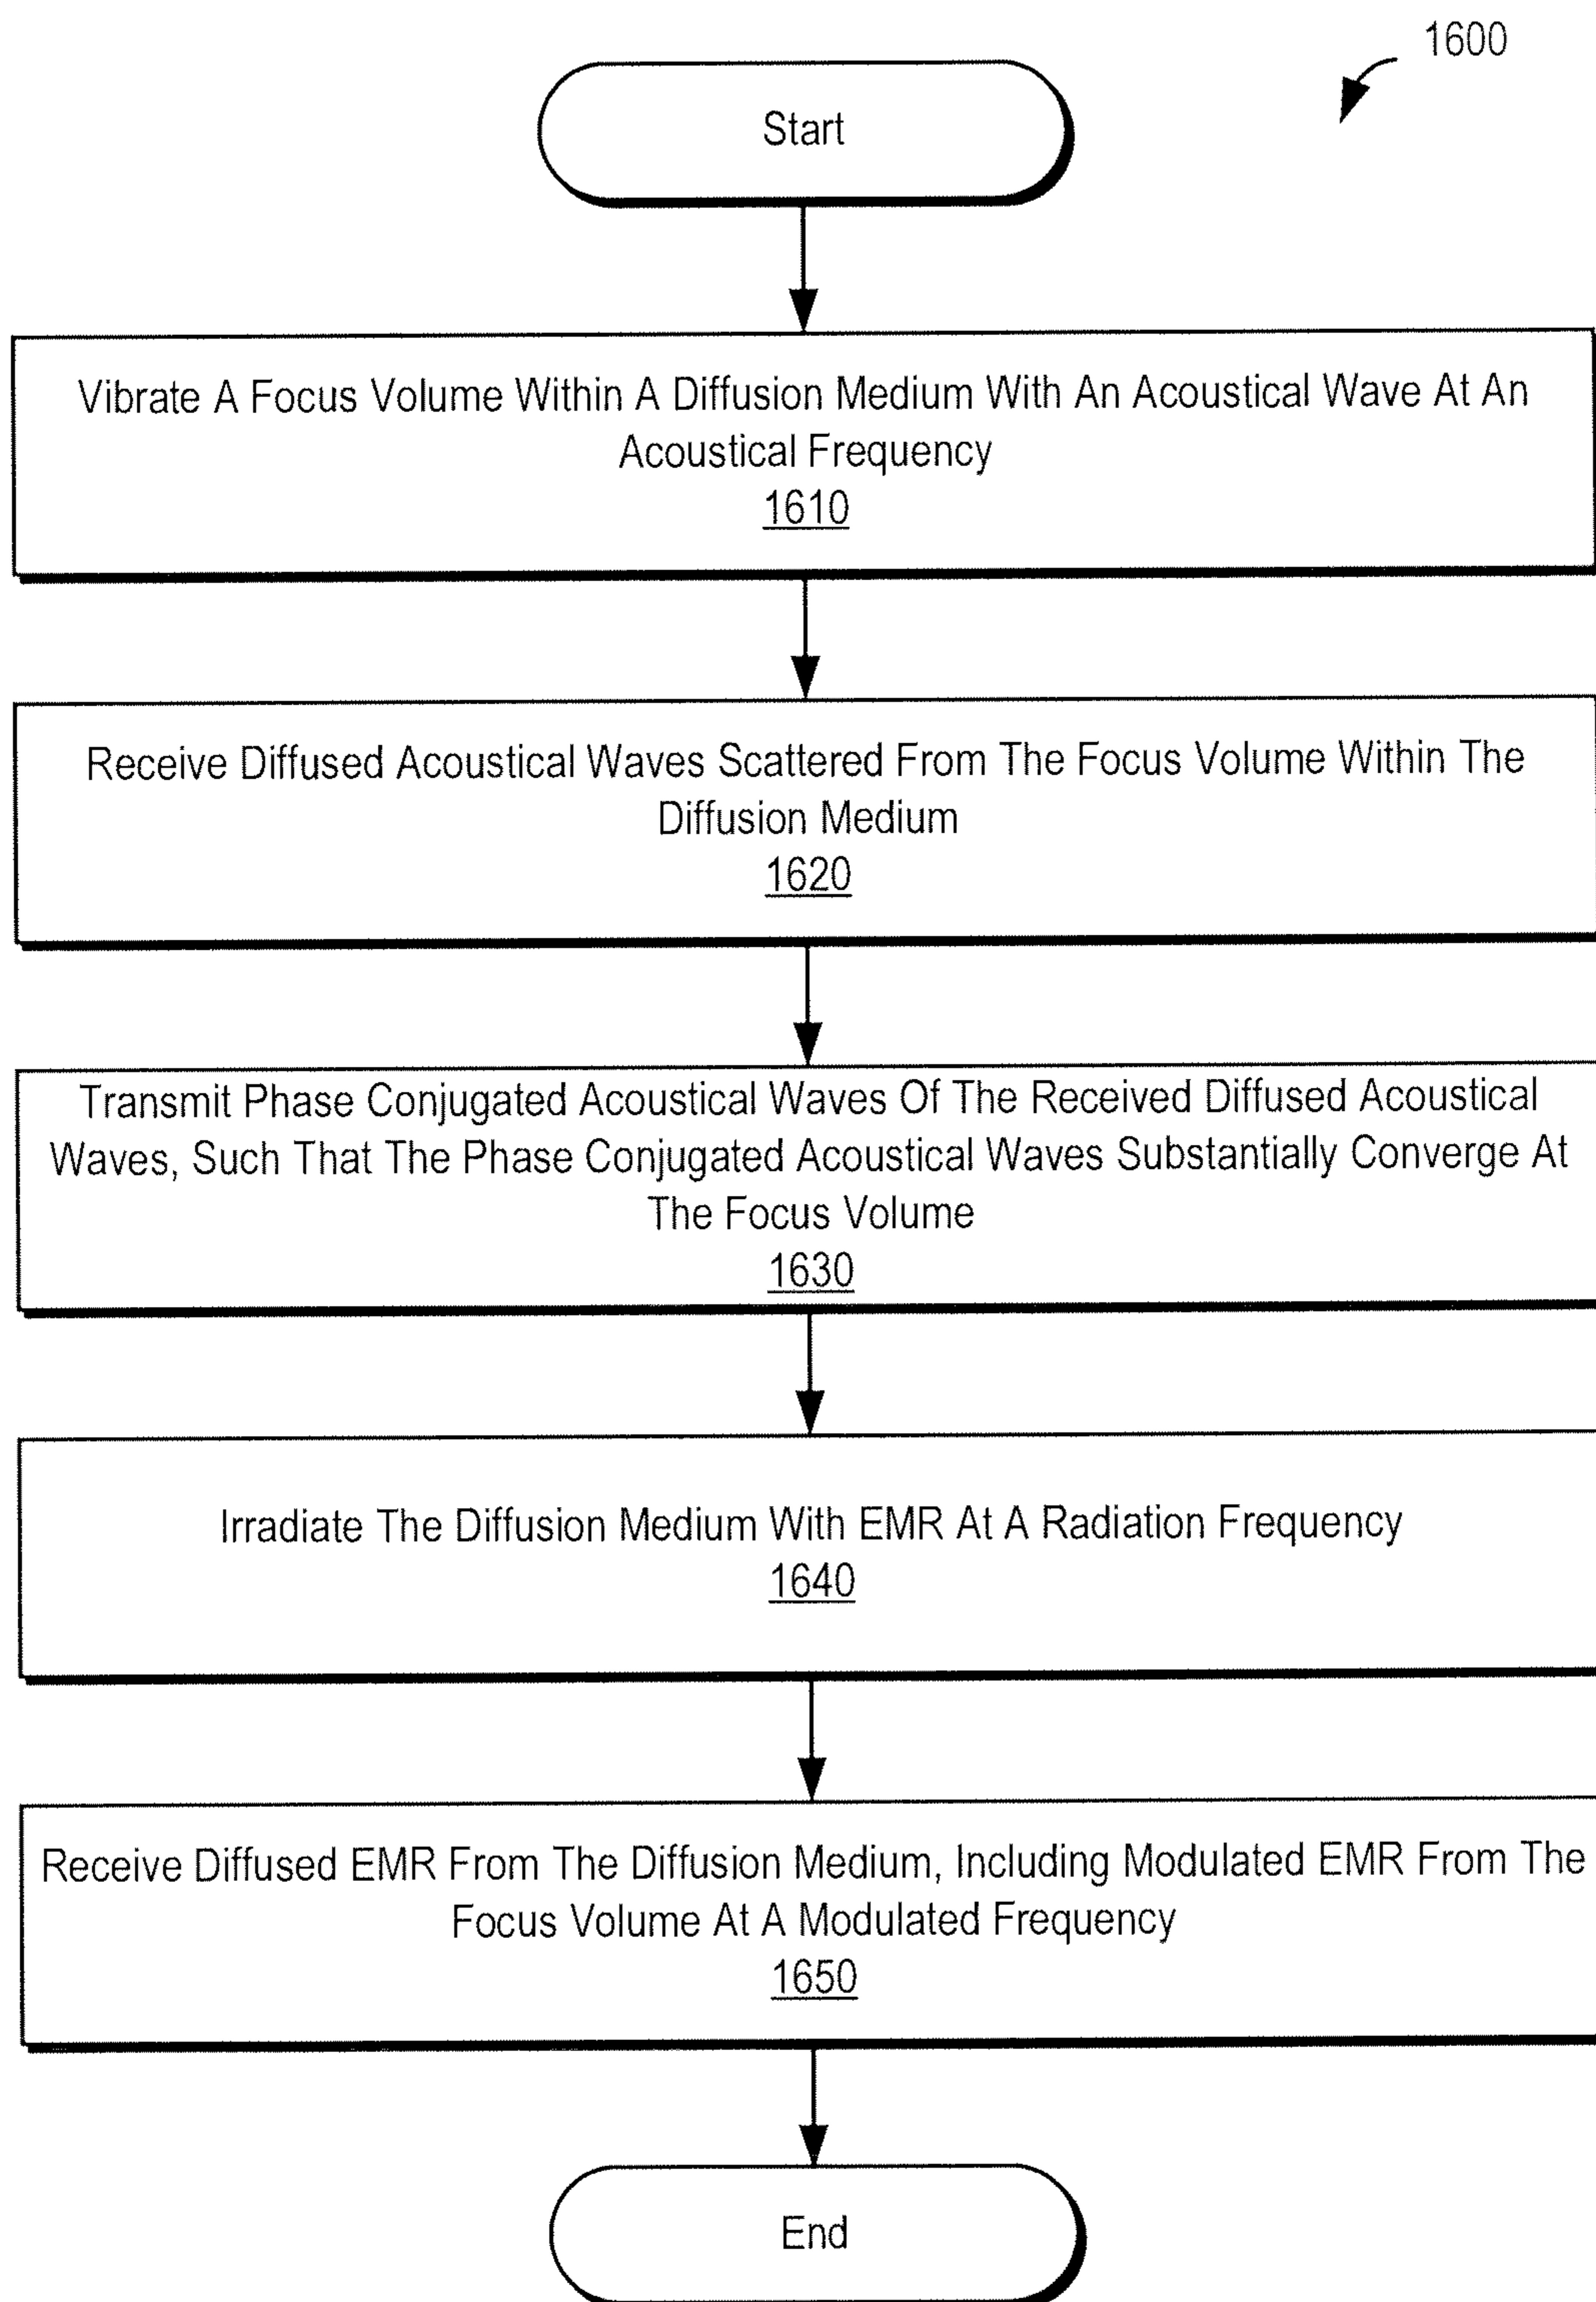 1600
Start
Vibrate A Focus Volume Within A Diffusion Medium With An Acoustical Wave At An
Acoustical Frequency
1610
Receive Diffused Acoustical Waves Scattered From The Focus Volume Within The
Diffusion Medium
1620
Transmit Phase Conjugated Acoustical Waves Of The Received Diffused Acoustical
Waves, Such That The Phase Conjugated Acoustical Waves Substantially Converge At
The Focus Volume
1630
Irradiate The Diffusion Medium With EMR At A Radiation Frequency
1640
Receive Diffused EMR From The Diffusion Medium, Including Modulated EMR From The
Focus Volume At A Modulated Frequency
1650
End